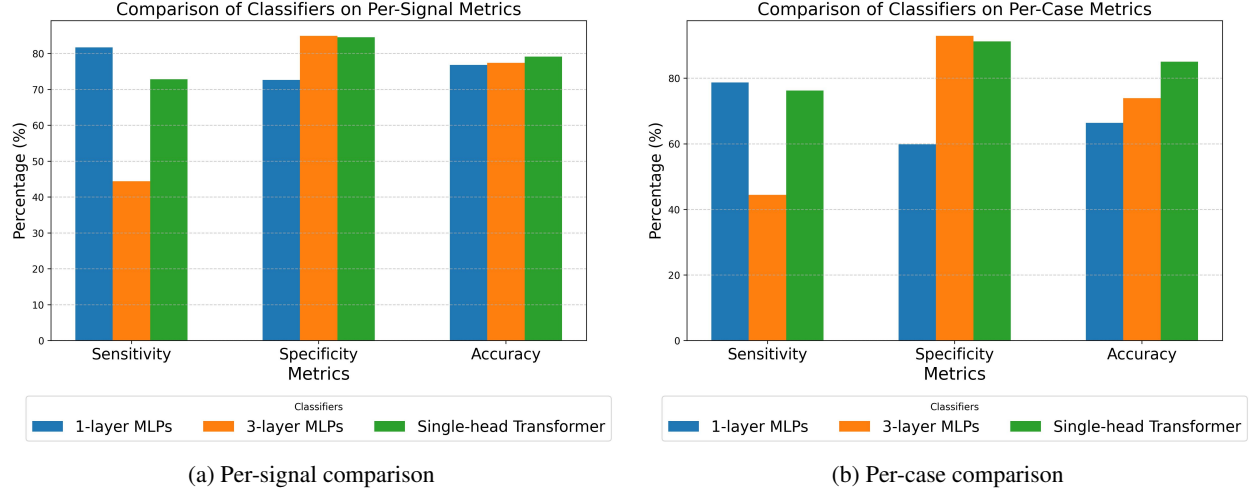 Comparison of Classifiers on Per-Signal Metrics
Percentage (%)
80
70
60
50
40
30
20
10
0
Sensitivity Specificity Accuracy
Metrics
Classifiers
1-layer MLPs 3-layer MLPs Single-head Transformer
(a) Per-signal comparison
Comparison of Classifiers on Per-Case Metrics
Percentage (%)
80
60
40
20
0
Sensitivity Specificity Accuracy
Metrics
Classifiers
1-layer MLPs 3-layer MLPs Single-head Transformer
(b) Per-case comparison